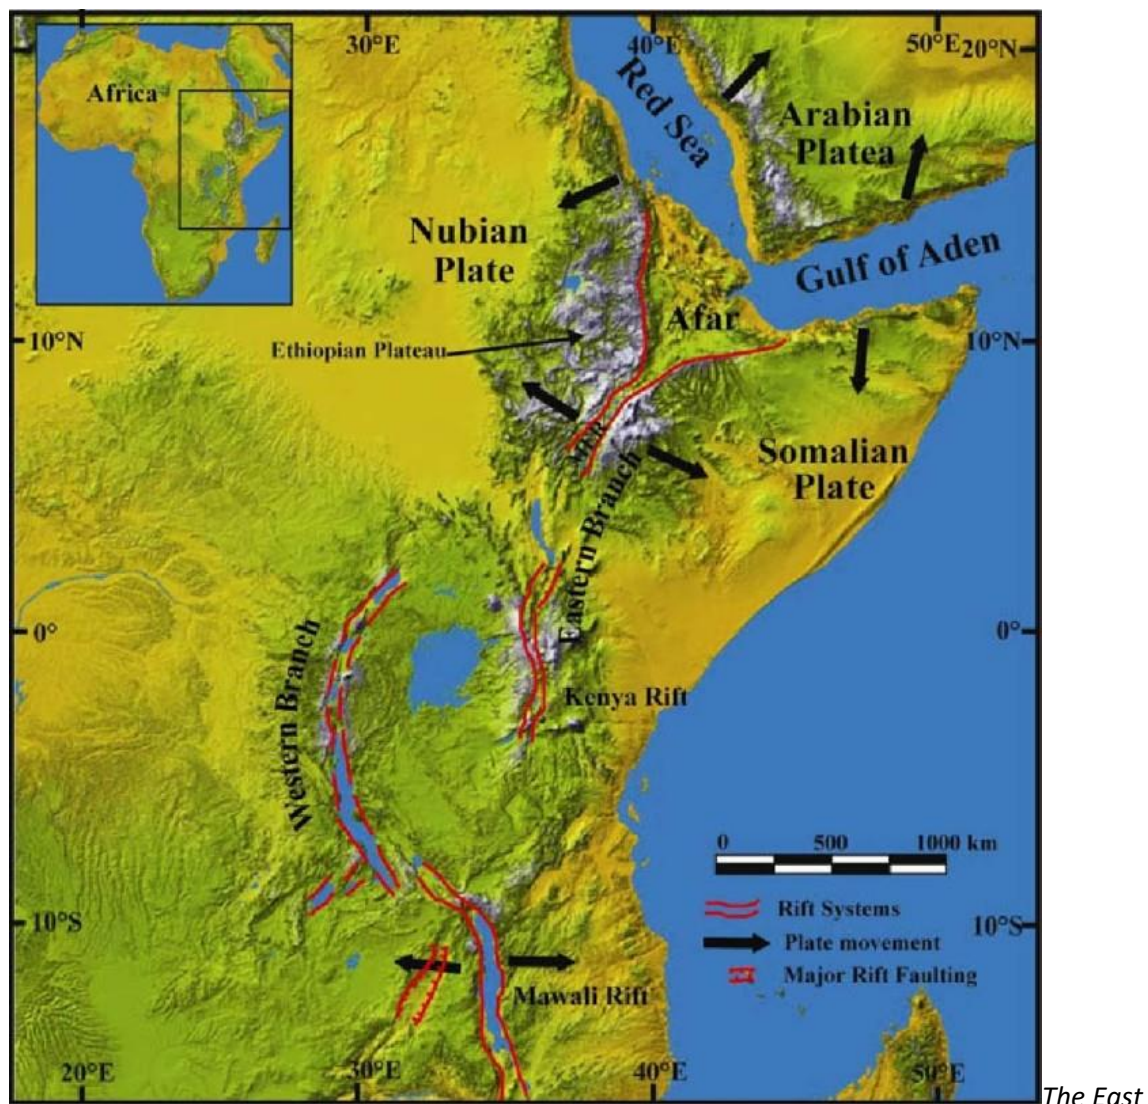 30°E
40°E
50°E 20°N
Africa
Red Sea
Arabian
Platea
Nubian
Plate
Gulf of Aden
Afar
Ethiopian Plateau
10°N
10°N
MER
Somalian
Plate
Eastern Branch
Western Branch
0°
0°
Kenya Rift
0 500 1000 km
Rift Systems
10°S
10°S
Plate movement
Major Rift Faulting
Mawali Rift
20°E
30°E
40°E
50°E
The East